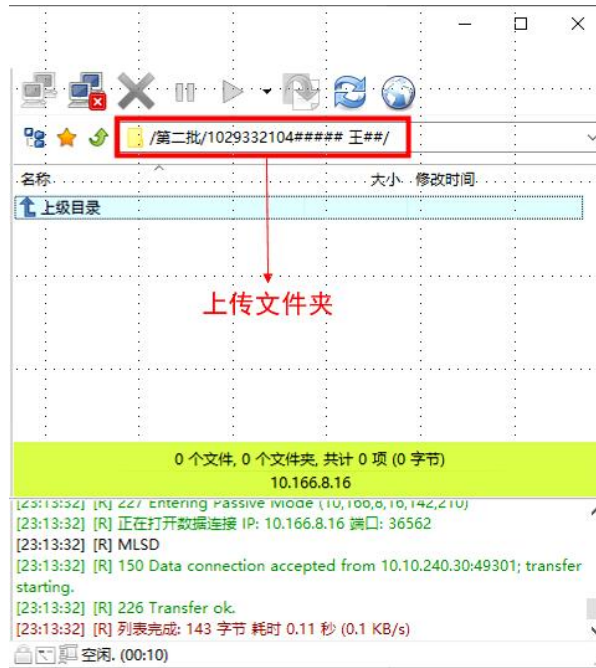 /第二批/1029332104##### 王##/
名称 大小 修改时间
上级目录
上传文件夹
0 个文件, 0 个文件夹, 共计 0 项 (0 字节)
10.166.8.16
[23:13:32] [R] 227 Entering Passive Mode (10,166,8,16,142,210)
[23:13:32] [R] 正在打开数据连接 IP: 10.166.8.16 端口: 36562
[23:13:32] [R] MLSD
[23:13:32] [R] 150 Data connection accepted from 10.10.240.30:49301; transfer
starting.
[23:13:32] [R] 226 Transfer ok.
[23:13:32] [R] 列表完成: 143 字节 耗时 0.11 秒 (0.1 KB/s)
空闲. (00:10)